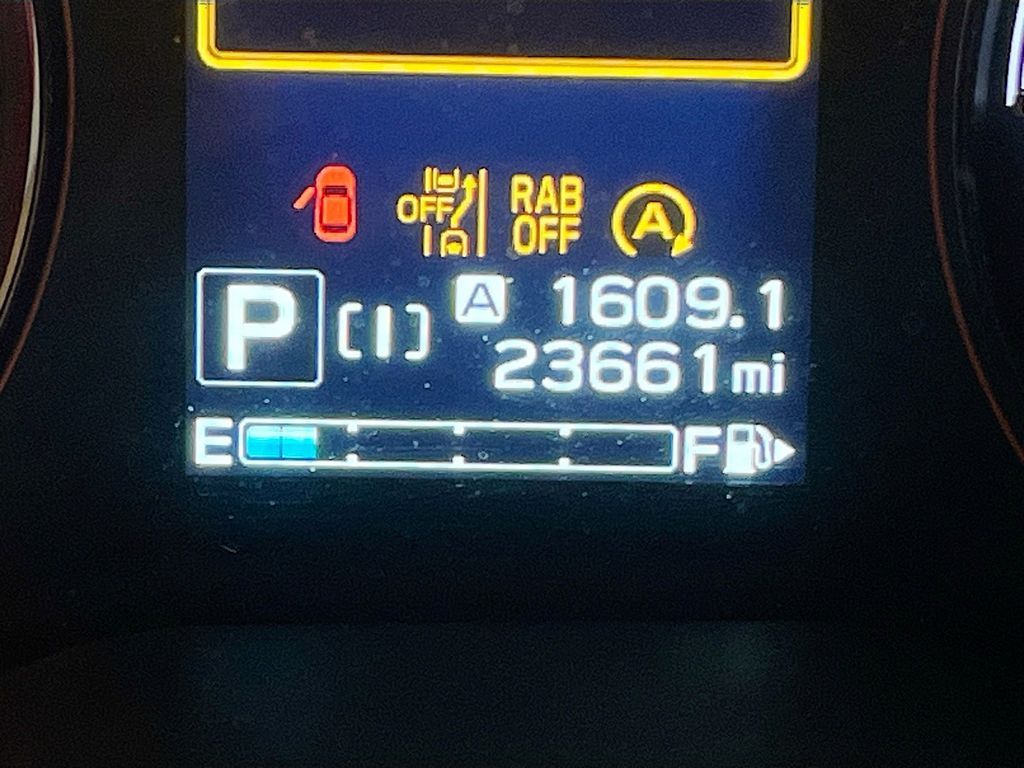 OFF RAB OFF A
P [I] A 1609.1
23661 mi
E F